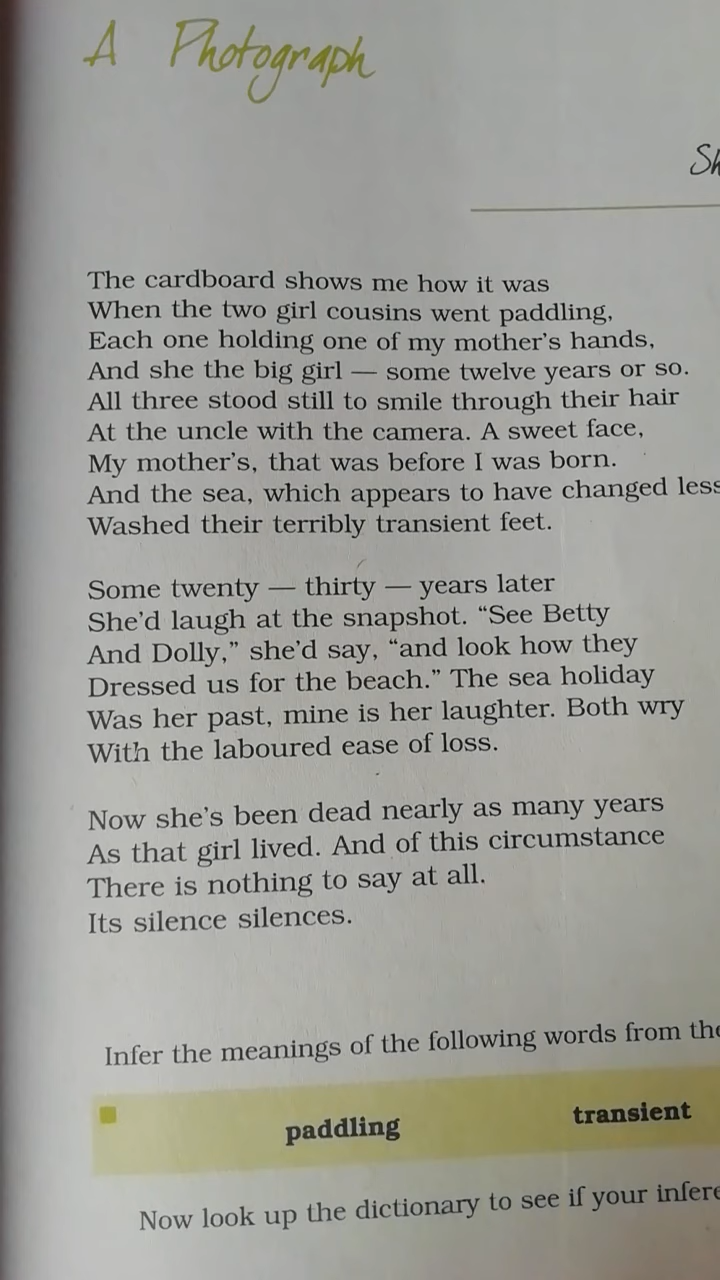 A Photograph
Sh
The cardboard shows me how it was
When the two girl cousins went paddling,
Each one holding one of my mother's hands,
And she the big girl — some twelve years or so.
All three stood still to smile through their hair
At the uncle with the camera. A sweet face,
My mother's, that was before I was born.
And the sea, which appears to have changed less
Washed their terribly transient feet.
Some twenty — thirty — years later
She'd laugh at the snapshot. “See Betty
And Dolly,” she'd say, “and look how they
Dressed us for the beach.” The sea holiday
Was her past, mine is her laughter. Both wry
With the laboured ease of loss.
Now she's been dead nearly as many years
As that girl lived. And of this circumstance
There is nothing to say at all.
Its silence silences.
Infer the meanings of the following words from the
paddling transient
Now look up the dictionary to see if your infere